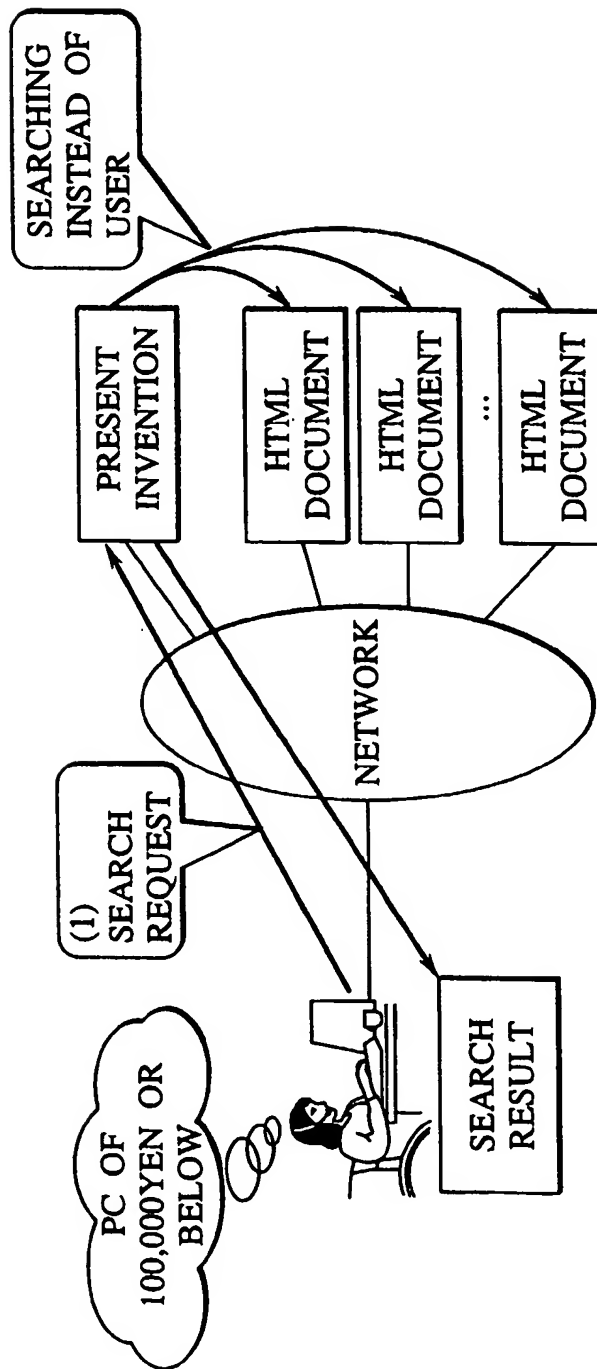 PC OF
100,000YEN OR
BELOW
(1)
SEARCH
REQUEST
SEARCHING
INSTEAD OF
USER
PRESENT
INVENTION
NETWORK
HTML
DOCUMENT
HTML
DOCUMENT
...
HTML
DOCUMENT
SEARCH
RESULT